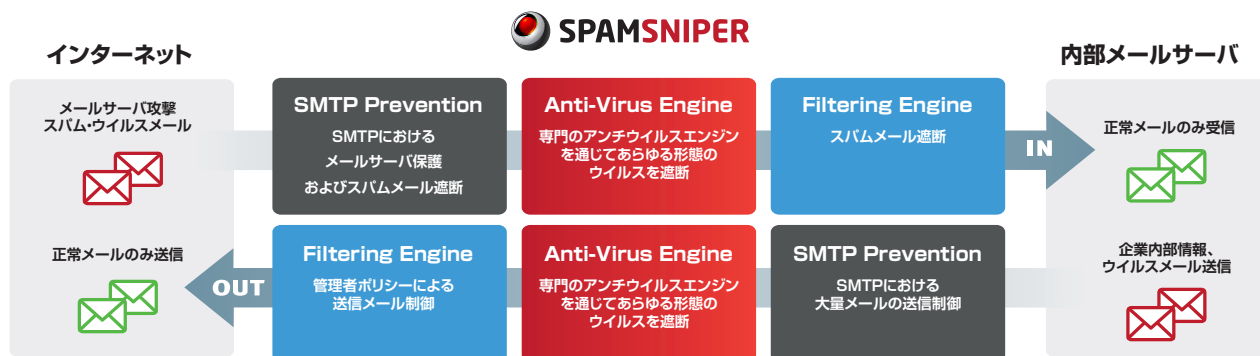 SPAMSNIPER
インターネット
内部メールサーバ
メールサーバ攻撃
スパム・ウイルスメール
SMTP Prevention
SMTPにおける
メールサーバ保護
およびスパムメール遮断
Anti-Virus Engine
専門のアンチウイルスエンジン
を通じてあらゆる形態の
ウイルスを遮断
Filtering Engine
スパムメール遮断
IN
正常メールのみ受信
正常メールのみ送信
OUT
Filtering Engine
管理者ポリシーによる
送信メール制御
Anti-Virus Engine
専門のアンチウイルスエンジン
を通じてあらゆる形態の
ウイルスを遮断
SMTP Prevention
SMTPにおける
大量メールの送信制御
企業内部情報、
ウイルスメール送信